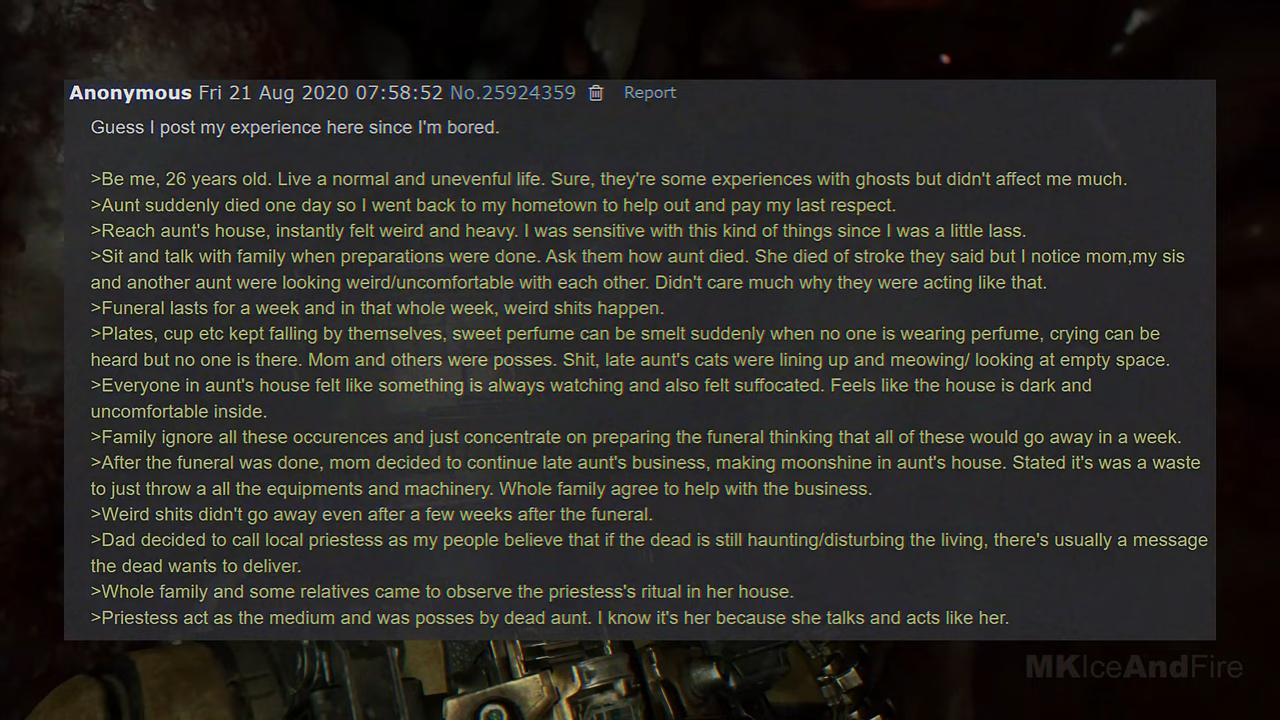 Anonymous Fri 21 Aug 2020 07:58:52 No.25924359 Report
Guess I post my experience here since I'm bored.
>Be me, 26 years old. Live a normal and unevenful life. Sure, they're some experiences with ghosts but didn't affect me much.
>Aunt suddenly died one day so I went back to my hometown to help out and pay my last respect.
>Reach aunt's house, instantly felt weird and heavy. I was sensitive with this kind of things since I was a little lass.
>Sit and talk with family when preparations were done. Ask them how aunt died. She died of stroke they said but I notice mom,my sis
and another aunt were looking weird/uncomfortable with each other. Didn't care much why they were acting like that.
>Funeral lasts for a week and in that whole week, weird shits happen.
>Plates, cup etc kept falling by themselves, sweet perfume can be smelt suddenly when no one is wearing perfume, crying can be
heard but no one is there. Mom and others were posses. Shit, late aunt's cats were lining up and meowing/ looking at empty space.
>Everyone in aunt's house felt like something is always watching and also felt suffocated. Feels like the house is dark and
uncomfortable inside.
>Family ignore all these occurences and just concentrate on preparing the funeral thinking that all of these would go away in a week.
>After the funeral was done, mom decided to continue late aunt's business, making moonshine in aunt's house. Stated it's was a waste
to just throw a all the equipments and machinery. Whole family agree to help with the business.
>Weird shits didn't go away even after a few weeks after the funeral.
>Dad decided to call local priestess as my people believe that if the dead is still haunting/disturbing the living, there's usually a message
the dead wants to deliver.
>Whole family and some relatives came to observe the priestess's ritual in her house.
>Priestess act as the medium and was posses by dead aunt. I know it's her because she talks and acts like her.
MKIceAndFire